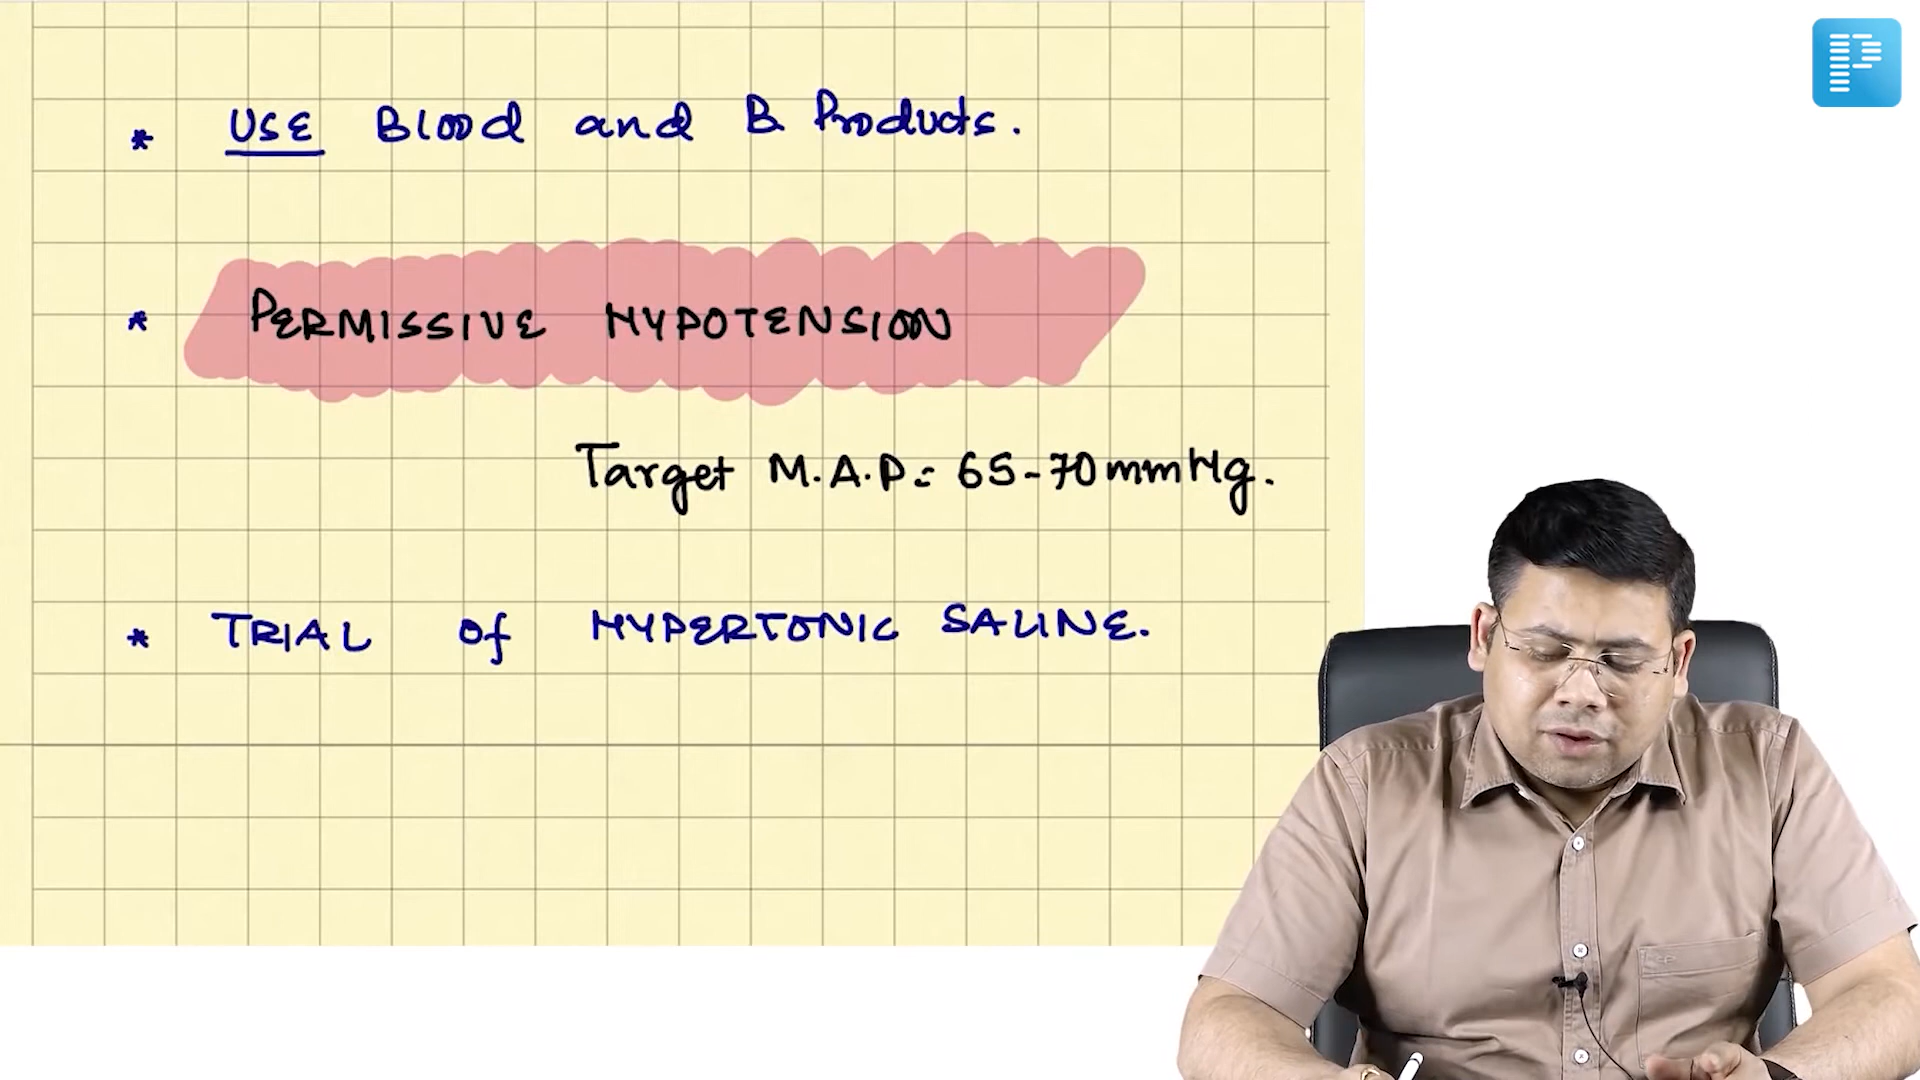 * USE Blood and B Products.
* PERMISSIVE HYPOTENSION
Target M.A.P = 65-70mmHg.
* TRIAL of HYPERTONIC SALINE.